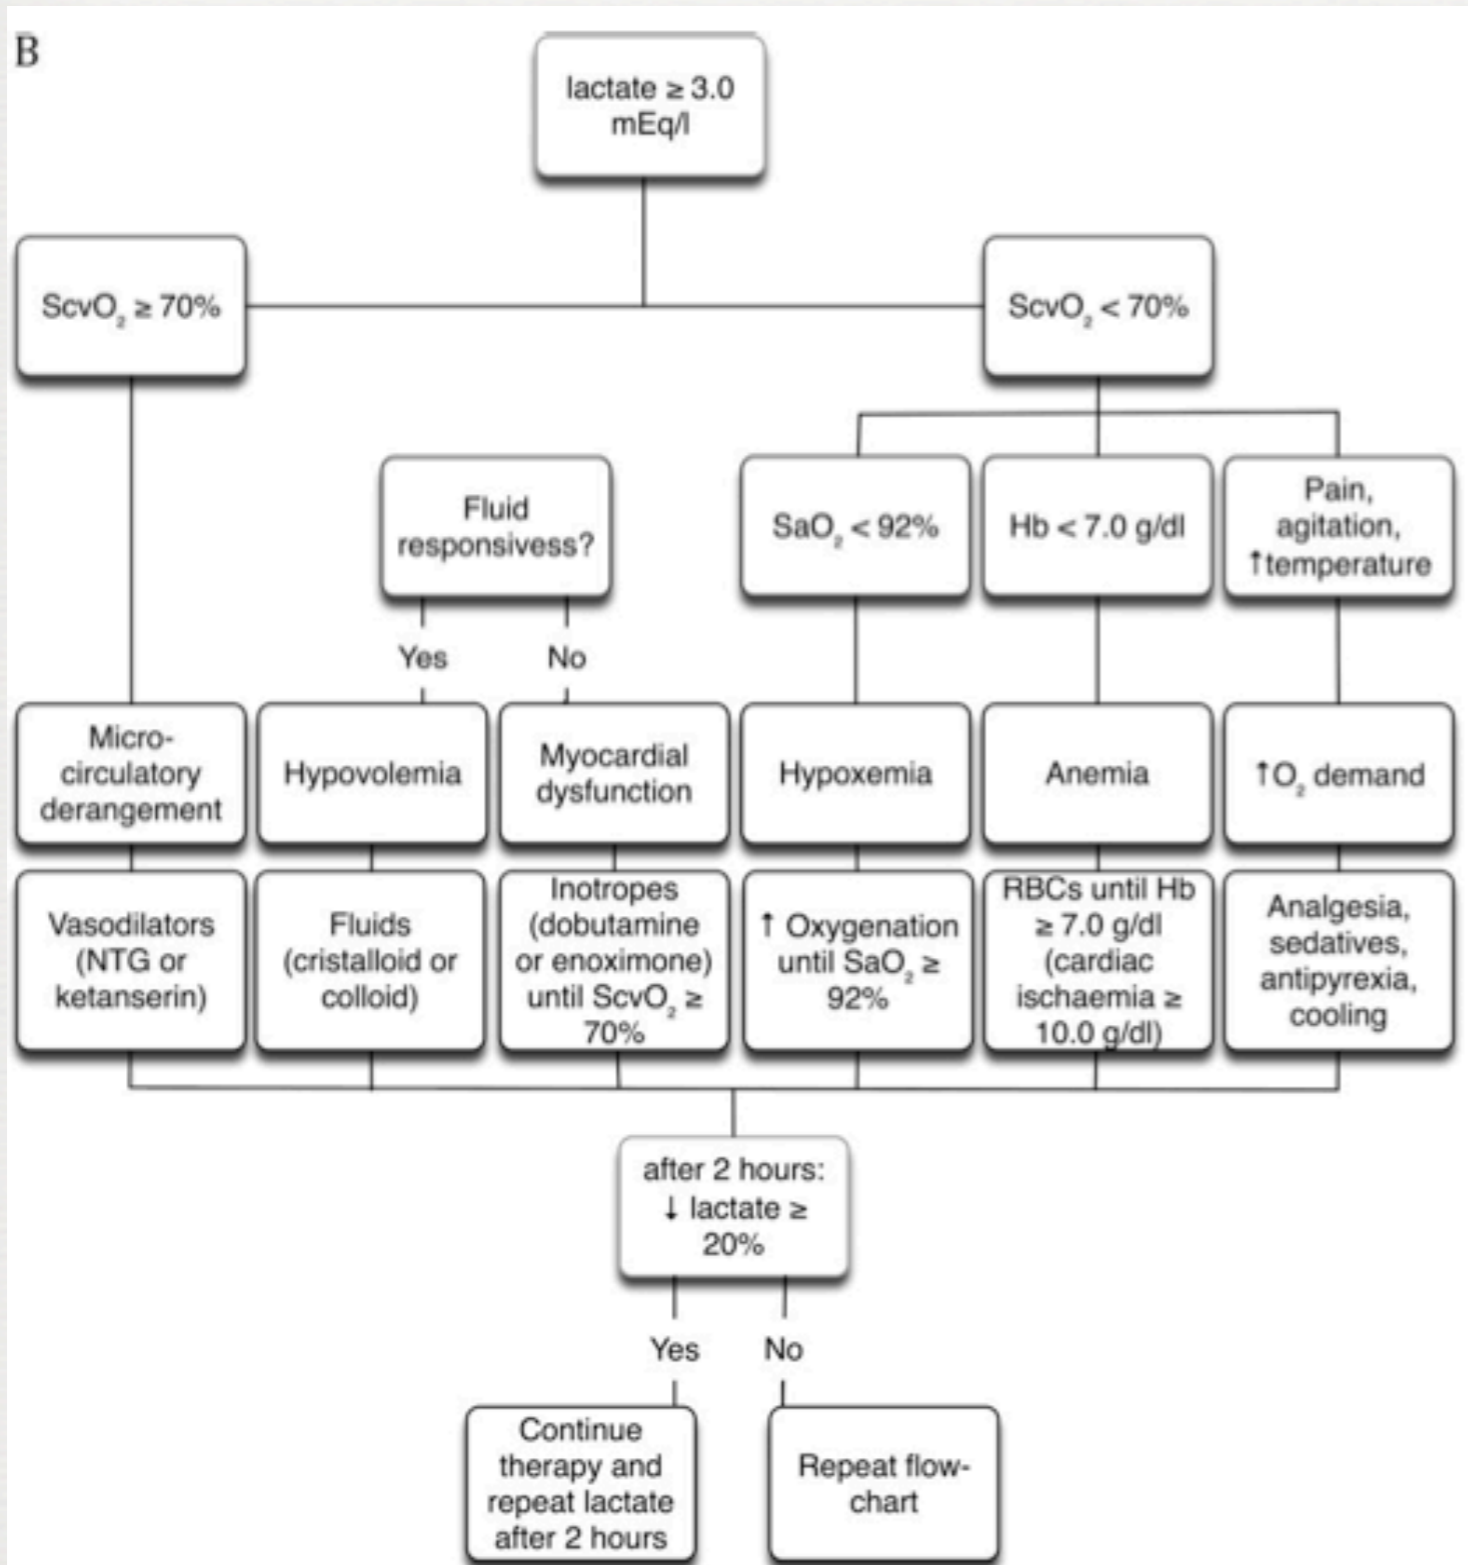 B
lactate ≥ 3.0
mEq/l
ScvO₂ ≥ 70%
ScvO₂ < 70%
Fluid
responsivess?
SaO₂ < 92%
Hb < 7.0 g/dl
Pain,
agitation,
↑temperature
Yes
No
Micro-
circulatory
derangement
Hypovolemia
Myocardial
dysfunction
Hypoxemia
Anemia
↑O₂ demand
Vasodilators
(NTG or
ketanserin)
Fluids
(cristalloid or
colloid)
Inotropes
(dobutamine
or enoximone)
until ScvO₂ ≥
70%
↑ Oxygenation
until SaO₂ ≥
92%
RBCs until Hb
≥ 7.0 g/dl
(cardiac
ischaemia ≥
10.0 g/dl)
Analgesia,
sedatives,
antipyrexia,
cooling
after 2 hours:
↓ lactate ≥
20%
Yes
No
Continue
therapy and
repeat lactate
after 2 hours
Repeat flow-
chart